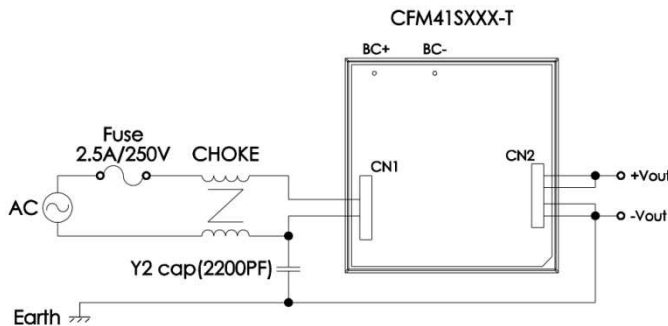 CFM41SXXX-T
BC+ BC-
Fuse
2.5A/250V
CHOKE
CN1
CN2
+Vout
AC
-Vout
Y2 cap(2200PF)
Earth